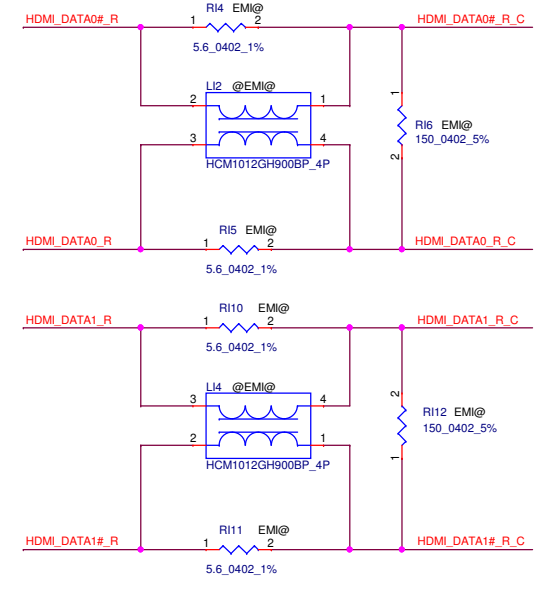 RI4 EMI@
HDMI_DATA0#_R 1 2 HDMI_DATA0#_R_C
5.6_0402_1%
LI2 @EMI@
2 1 1
3 4
RI6 EMI@
150_0402_5%
2
HCM1012GH900BP_4P
RI5 EMI@
HDMI_DATA0_R 1 2 HDMI_DATA0_R_C
5.6_0402_1%
RI10 EMI@
HDMI_DATA1_R 1 2 HDMI_DATA1_R_C
5.6_0402_1%
LI4 @EMI@
3 4 2
RI12 EMI@
150_0402_5%
2 1
1
HCM1012GH900BP_4P
RI11 EMI@
HDMI_DATA1#_R 1 2 HDMI_DATA1#_R_C
5.6_0402_1%